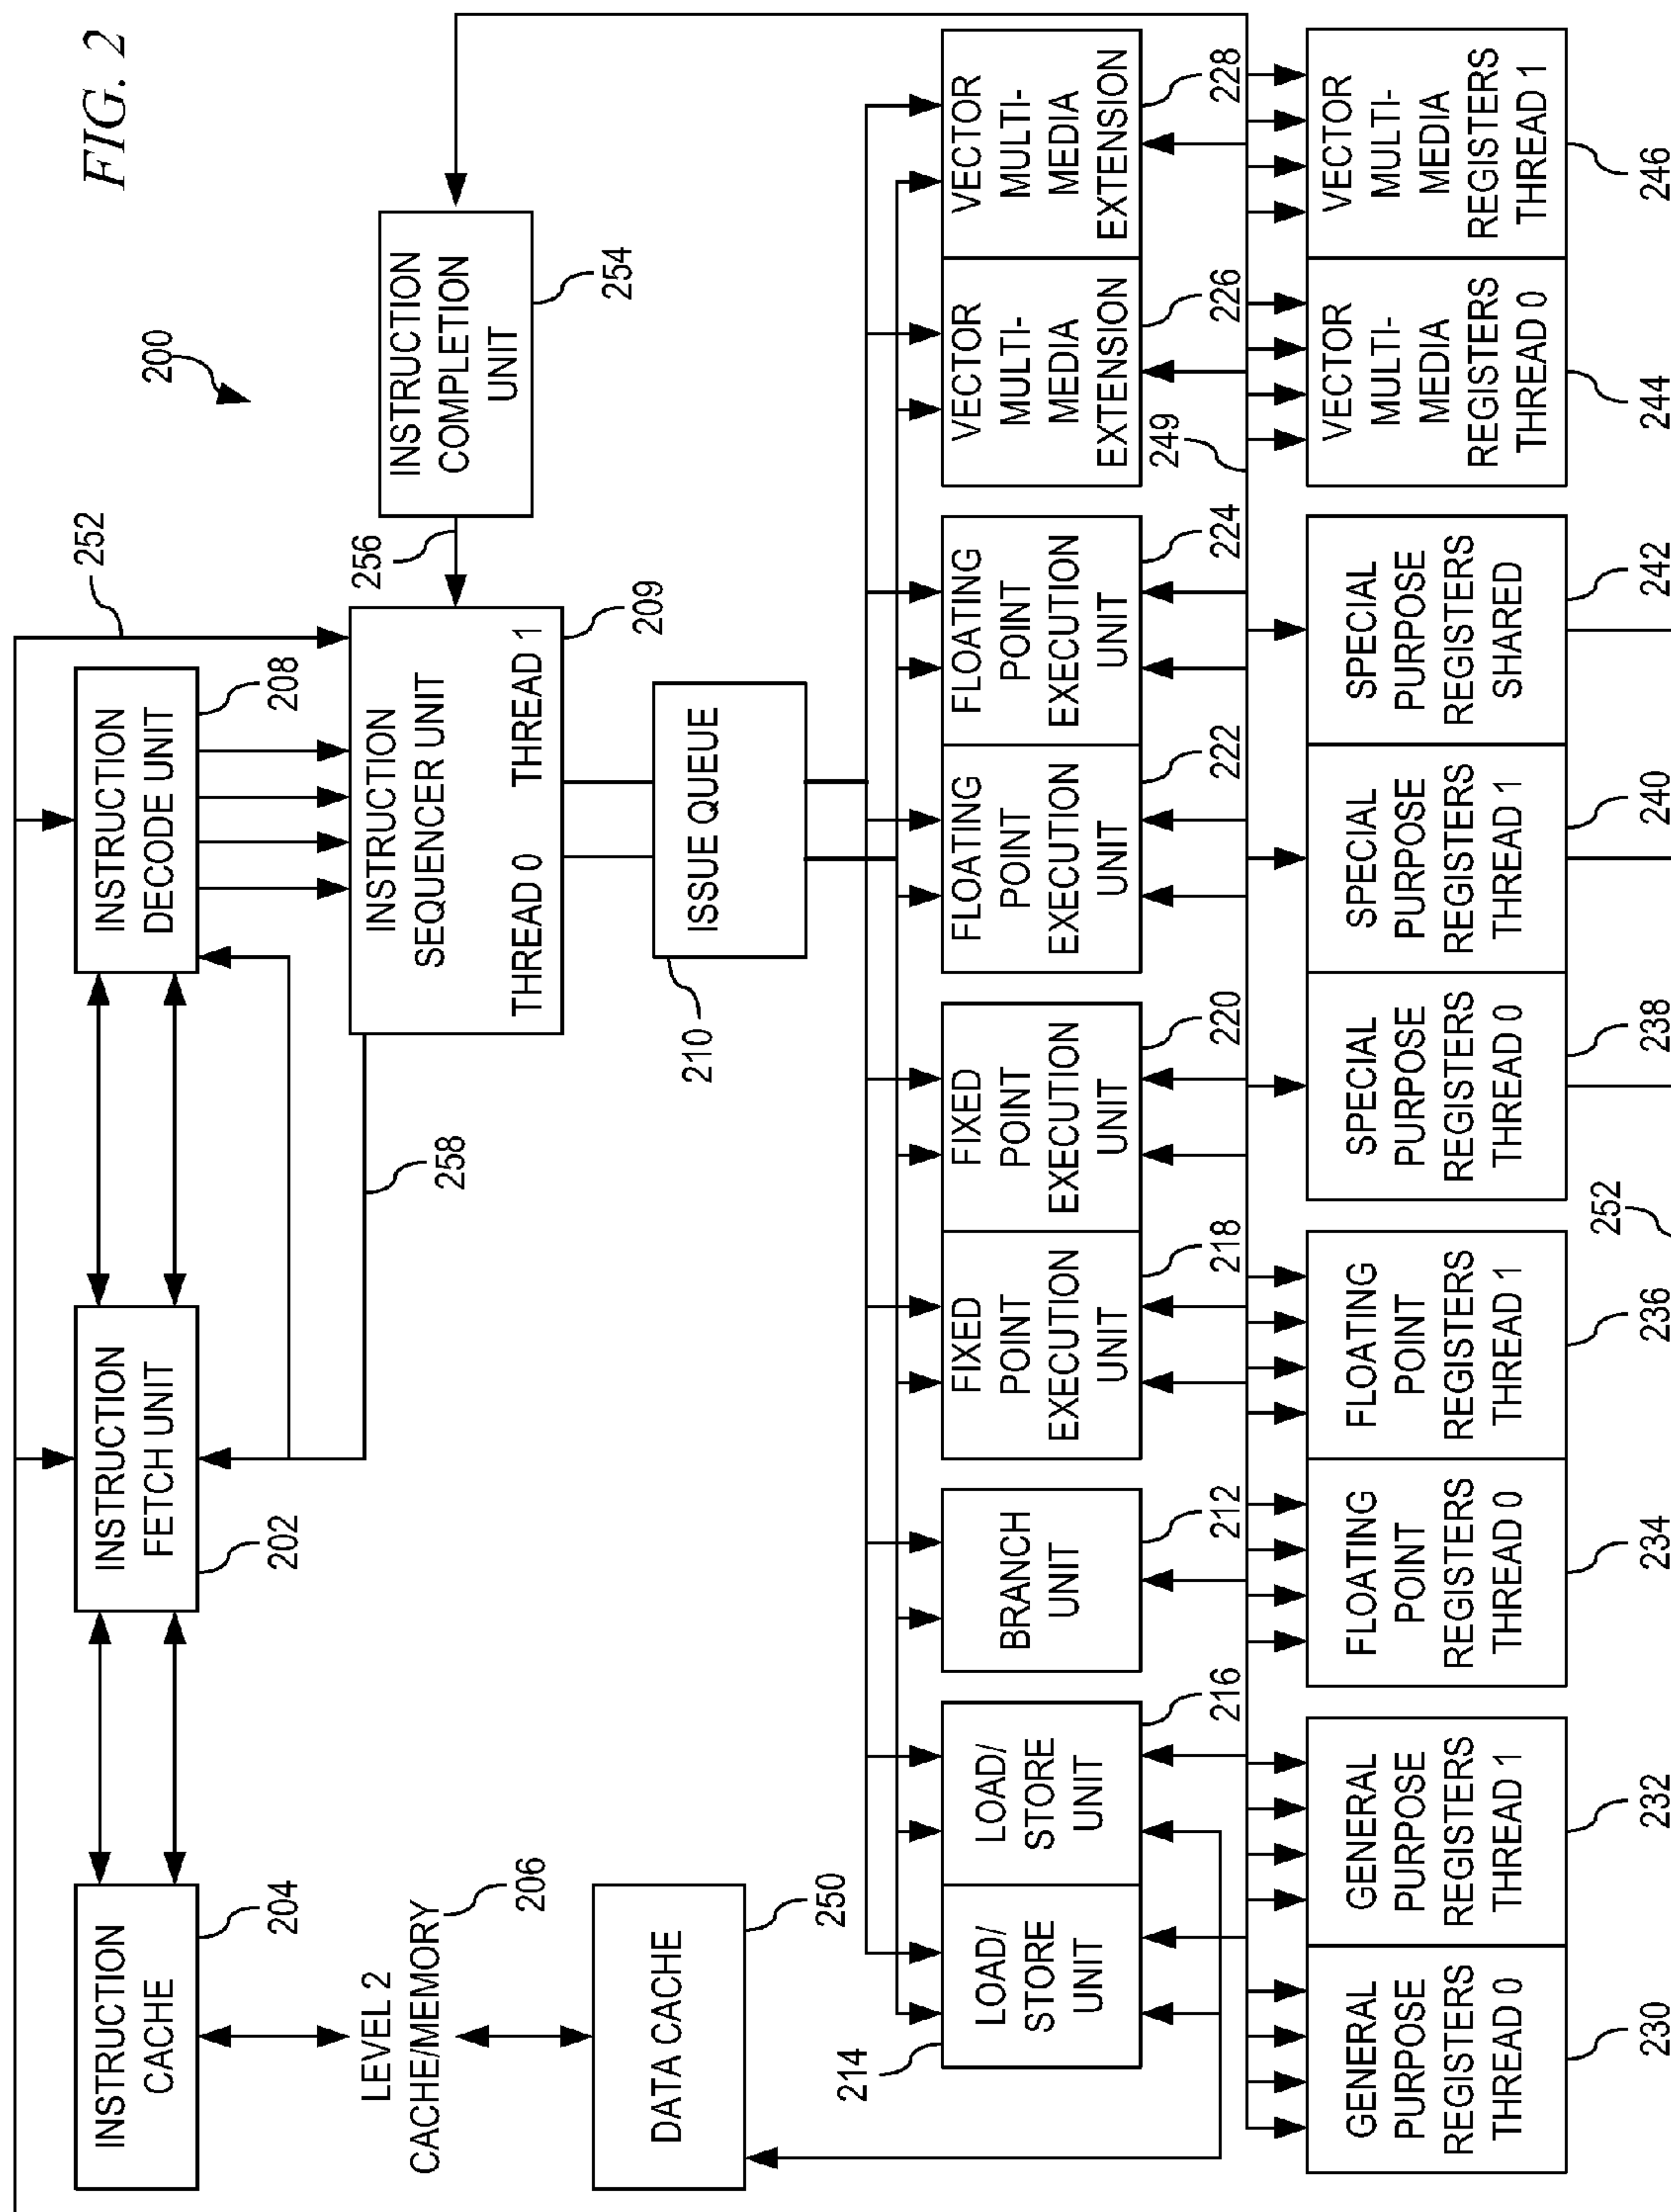 FIG. 2
200
252
INSTRUCTION
CACHE
204
INSTRUCTION
FETCH UNIT
202
INSTRUCTION
DECODE UNIT
208
LEVEL 2
CACHE/MEMORY
206
258
INSTRUCTION
SEQUENCER UNIT
THREAD 0
THREAD 1
209
256
INSTRUCTION
COMPLETION
UNIT
254
DATA CACHE
250
210
ISSUE QUEUE
214
LOAD/
STORE
UNIT
LOAD/
STORE
UNIT
216
BRANCH
UNIT
212
FIXED
POINT
EXECUTION
UNIT
218
FIXED
POINT
EXECUTION
UNIT
220
FLOATING
POINT
EXECUTION
UNIT
222
FLOATING
POINT
EXECUTION
UNIT
224
VECTOR
MULTI-
MEDIA
EXTENSION
226
VECTOR
MULTI-
MEDIA
EXTENSION
228
249
GENERAL
PURPOSE
REGISTERS
THREAD 0
230
GENERAL
PURPOSE
REGISTERS
THREAD 1
232
FLOATING
POINT
REGISTERS
THREAD 0
234
FLOATING
POINT
REGISTERS
THREAD 1
236
252
SPECIAL
PURPOSE
REGISTERS
THREAD 0
238
SPECIAL
PURPOSE
REGISTERS
THREAD 1
240
SPECIAL
PURPOSE
REGISTERS
SHARED
242
VECTOR
MULTI-
MEDIA
REGISTERS
THREAD 0
244
VECTOR
MULTI-
MEDIA
REGISTERS
THREAD 1
246